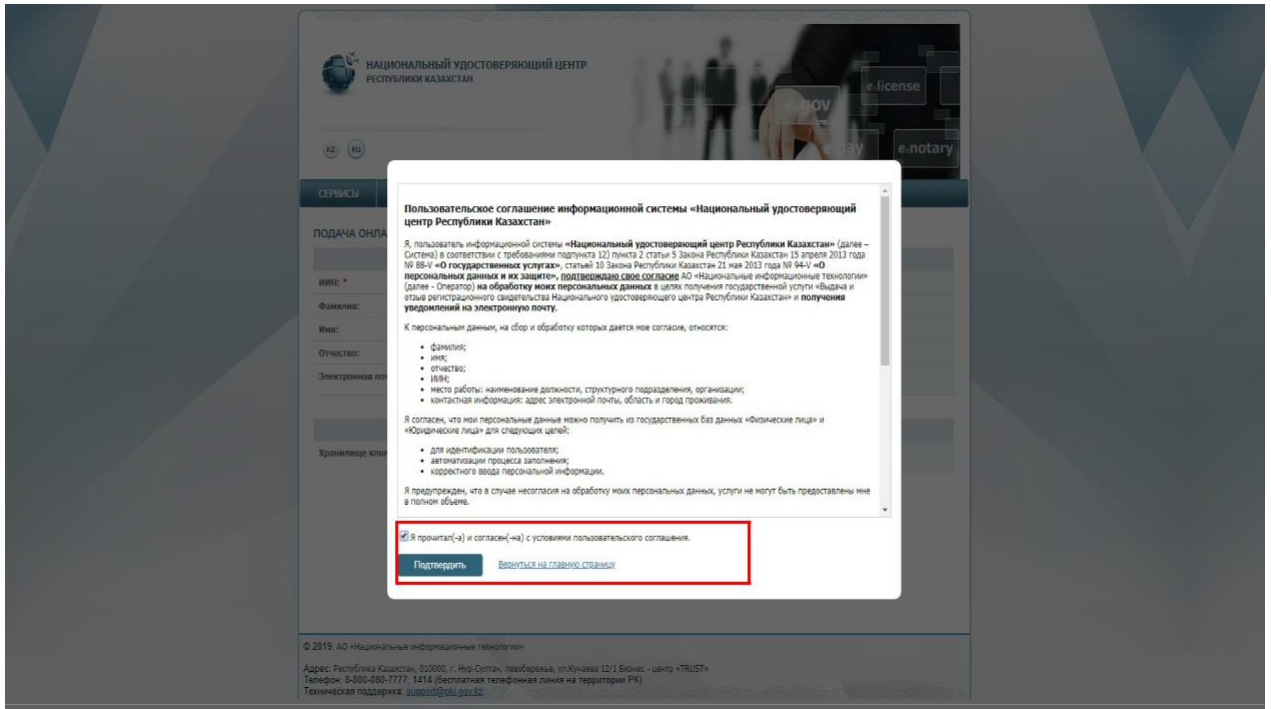 НАЦИОНАЛЬНЫЙ УДОСТОВЕРЯЮЩИЙ ЦЕНТР
РЕСПУБЛИКИ КАЗАХСТАН
e-license
e-gov
e-notary
KZ RU
СЕРВИСЫ
ПОДАЧА ОНЛА
ИИН: *
Фамилия:
Имя:
Отчество:
Электронная по
Хранилище клю
Пользовательское соглашение информационной системы «Национальный удостоверяющий
центр Республики Казахстан»
Я, пользователь информационной системы «Национальный удостоверяющий центр Республики Казахстан» (далее –
Система) в соответствии с требованиями подпункта 12) пункта 2 статьи 5 Закона Республики Казахстан 15 апреля 2013 года
№ 88-V «О государственных услугах», статьей 10 Закона Республики Казахстан 21 мая 2013 года № 94-V «О
персональных данных и их защите», подтверждаю свое согласие АО «Национальные информационные технологии»
(далее - Оператор) на обработку моих персональных данных в целях получения государственной услуги «Выдача и
отзыв регистрационного свидетельства Национального удостоверяющего центра Республики Казахстан» и получения
уведомлений на электронную почту.
К персональным данным, на сбор и обработку которых дается мое согласие, относятся:
• фамилия;
• имя;
• отчество;
• ИИН;
• место работы: наименование должности, структурного подразделения, организации;
• контактная информация: адрес электронной почты, область и город проживания.
Я согласен, что мои персональные данные можно получить из государственных баз данных «Физические лица» и
«Юридические лица» для следующих целей:
• для идентификации пользователя;
• автоматизации процесса заполнения;
• корректного ввода персональной информации.
Я предупрежден, что в случае несогласия на обработку моих персональных данных, услуги не могут быть предоставлены мне
в полном объеме.
Я прочитал(-а) и согласен(-на) с условиями пользовательского соглашения.
Подтвердить Вернуться на главную страницу
© 2019. АО «Национальные информационные технологии»
Адрес: Республика Казахстан, 010000, г. Нур-Султан, левобережье, ул.Кунаева 12/1 Бизнес - центр «TRUST»
Телефон: 8-800-080-7777; 1414 (бесплатная телефонная линия на территории РК)
Техническая поддержка: support@pki.gov.kz